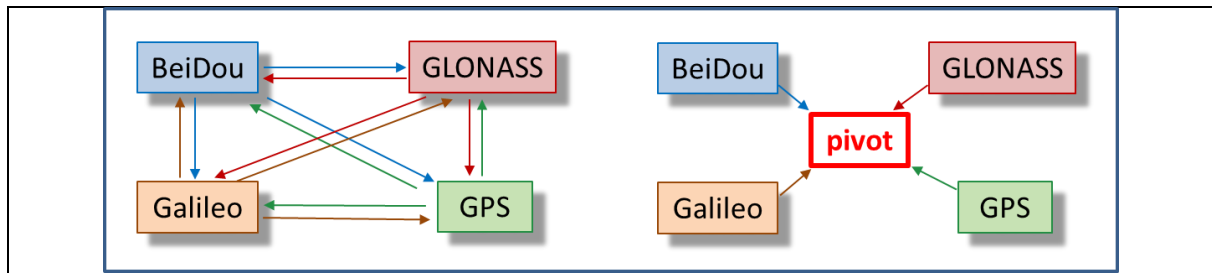 BeiDou
GLONASS
Galileo
GPS
BeiDou
GLONASS
pivot
Galileo
GPS